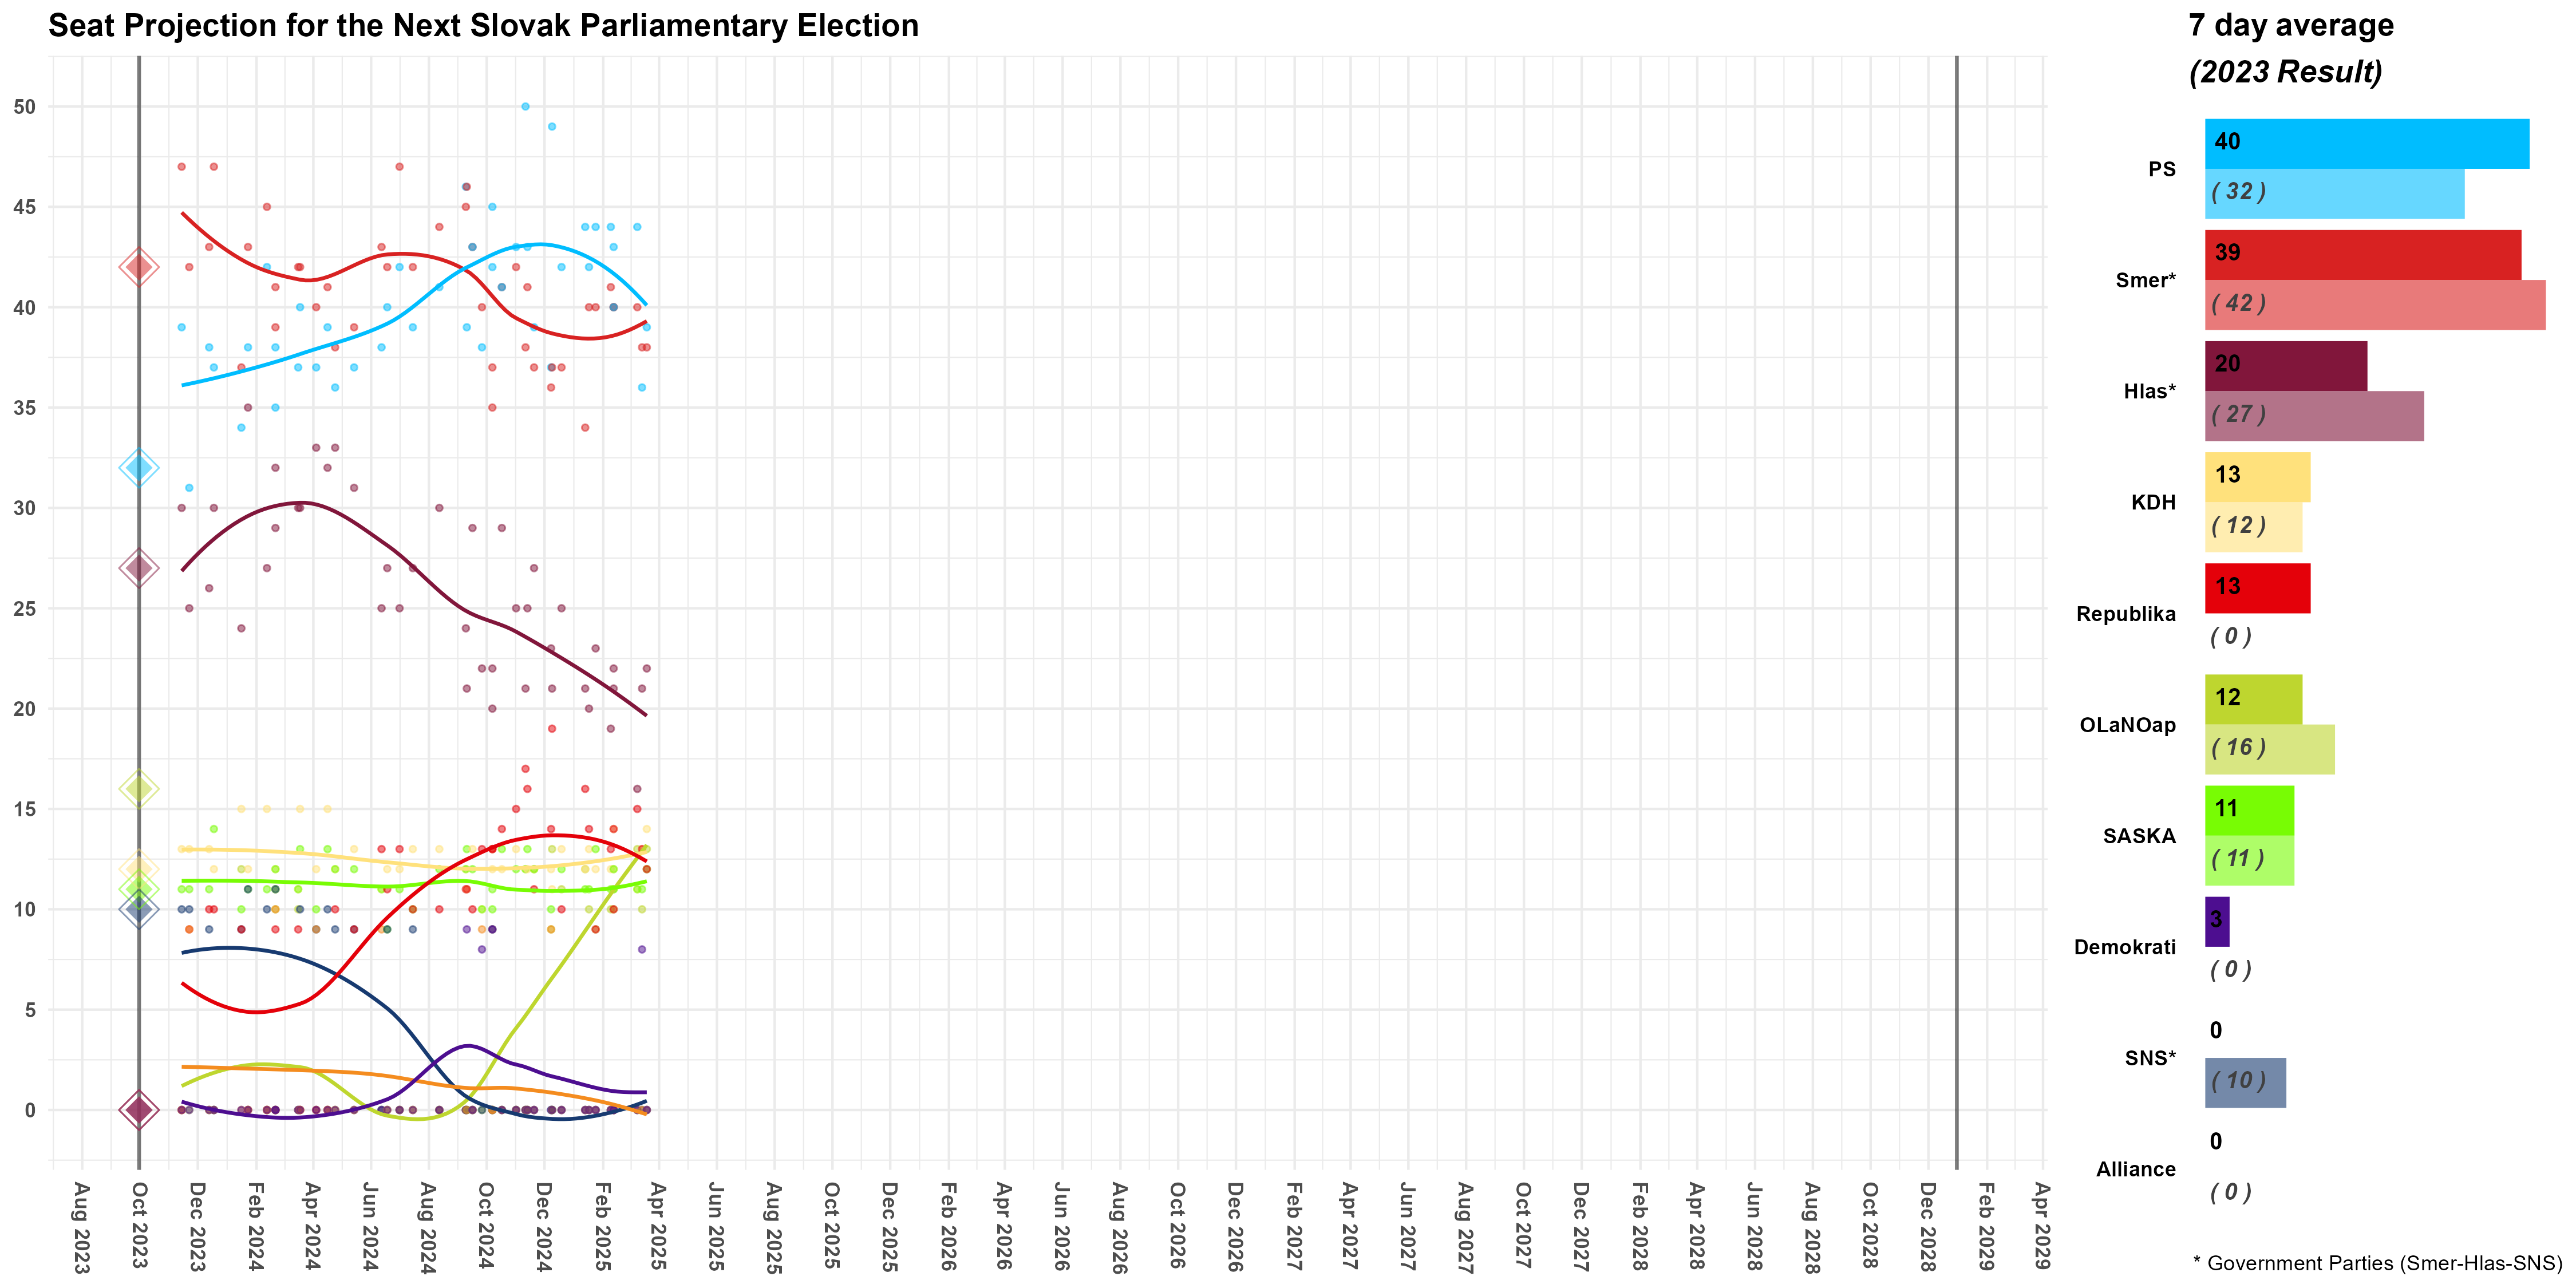 Seat Projection for the Next Slovak Parliamentary Election
50
45
40
35
30
25
20
15
10
5
0
Aug 2023
Oct 2023
Dec 2023
Feb 2024
Apr 2024
Jun 2024
Aug 2024
Oct 2024
Dec 2024
Feb 2025
Apr 2025
Jun 2025
Aug 2025
Oct 2025
Dec 2025
Feb 2026
Apr 2026
Jun 2026
Aug 2026
Oct 2026
Dec 2026
Feb 2027
Apr 2027
Jun 2027
Aug 2027
Oct 2027
Dec 2027
Feb 2028
Apr 2028
Jun 2028
Aug 2028
Oct 2028
Dec 2028
Feb 2029
Apr 2029
7 day average
(2023 Result)
PS
40
( 32 )
Smer*
39
( 42 )
Hlas*
20
( 27 )
KDH
13
( 12 )
Republika
13
( 0 )
OLaNOap
12
( 16 )
SASKA
11
( 11 )
Demokrati
3
( 0 )
SNS*
0
( 10 )
Alliance
0
( 0 )
* Government Parties (Smer-Hlas-SNS)